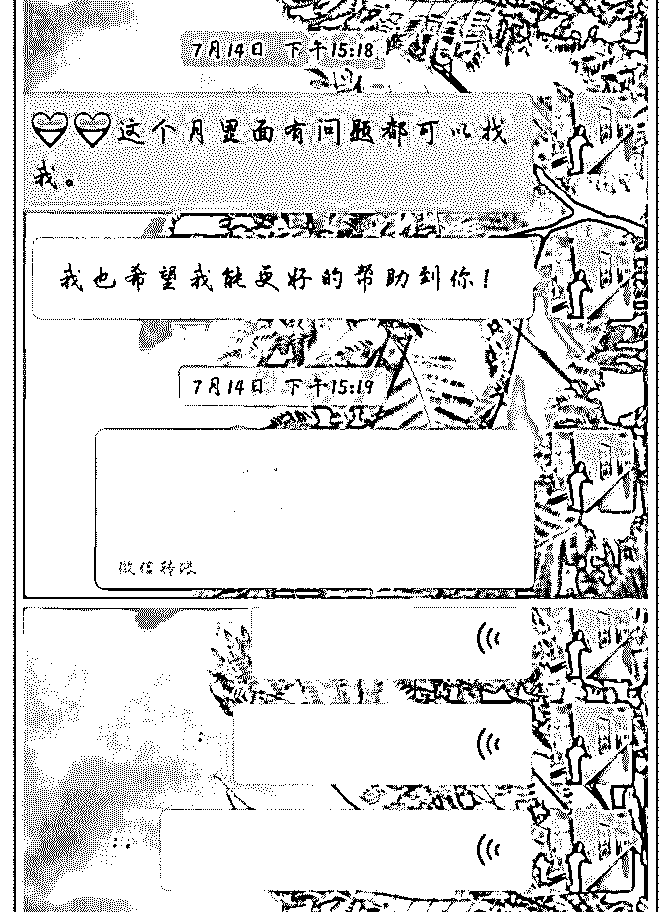 7月14日 下午15:18
这个月里面有问题都可以找
我。
我也希望我能更好的帮助到你！
7月14日 下午15:19
微信转账